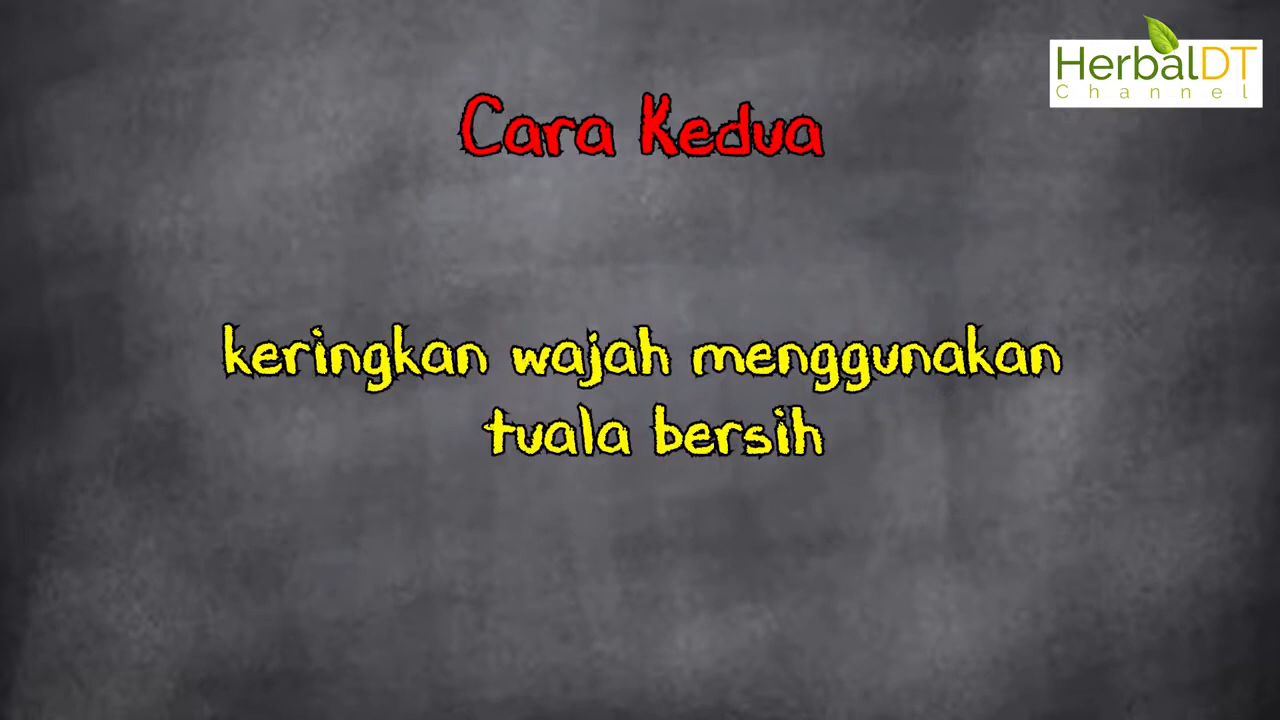 HerbalDT
Channel
Cara Kedua
keringkan wajah menggunakan
tuala bersih